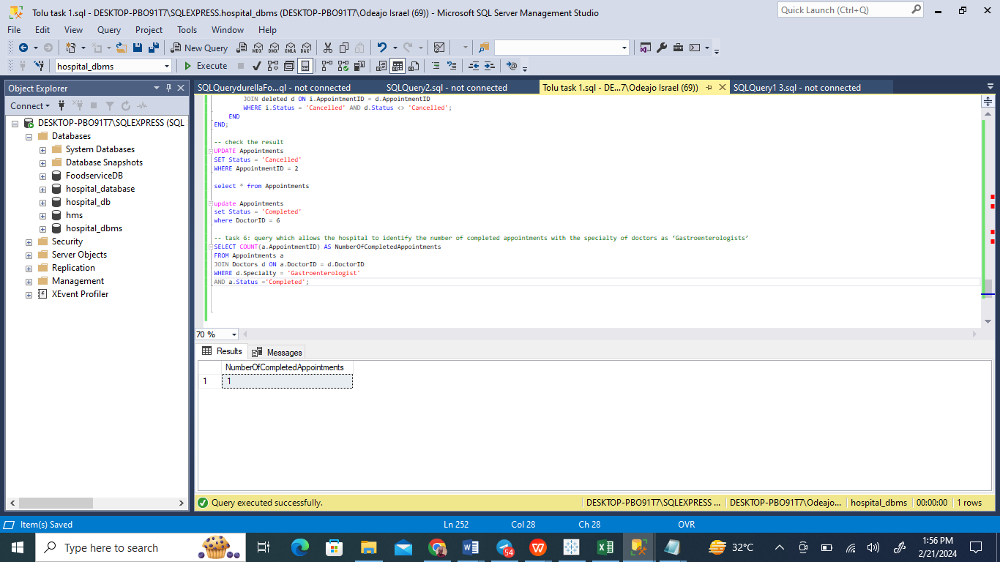 Tolu task 1.sql - DESKTOP-PBO91T7\SQLEXPRESS.hospital_dbms (DESKTOP-PBO91T7\Odeajo Israel (69)) - Microsoft SQL Server Management Studio
Quick Launch (Ctrl+Q)
File Edit View Query Project Tools Window Help
New Query
MDX DMX XMLA DAX
hospital_dbms
Execute
Object Explorer
SQLQuerydurellaFo...ql - not connected
SQLQuery2.sql - not connected
Tolu task 1.sql - DE...7\Odeajo Israel (69))
SQLQuery1 3.sql - not connected
Connect
DESKTOP-PBO91T7\SQLEXPRESS (SQL
Databases
System Databases
Database Snapshots
FoodserviceDB
hospital_database
hospital_db
hms
hospital_dbms
Security
Server Objects
Replication
Management
XEvent Profiler
JOIN deleted d ON i.AppointmentID = d.AppointmentID
WHERE i.Status = 'Cancelled' AND d.Status <> 'Cancelled';
END
END;
-- check the result
UPDATE Appointments
SET Status = 'Cancelled'
WHERE AppointmentID = 2
select * from Appointments
update Appointments
set Status = 'Completed'
where DoctorID = 6
-- task 6: query which allows the hospital to identify the number of completed appointments with the specialty of doctors as ‘Gastroenterologists’
SELECT COUNT(a.AppointmentID) AS NumberOfCompletedAppointments
FROM Appointments a
JOIN Doctors d ON a.DoctorID = d.DoctorID
WHERE d.Specialty = 'Gastroenterologist'
AND a.Status ='Completed';
70 %
Results
Messages
NumberOfCompletedAppointments
1 1
Query executed successfully.
DESKTOP-PBO91T7\SQLEXPRESS ...
DESKTOP-PBO91T7\Odeajo...
hospital_dbms
00:00:00
1 rows
Item(s) Saved
Ln 252
Col 28
Ch 28
OVR
Type here to search
54
32°C
1:56 PM
2/21/2024